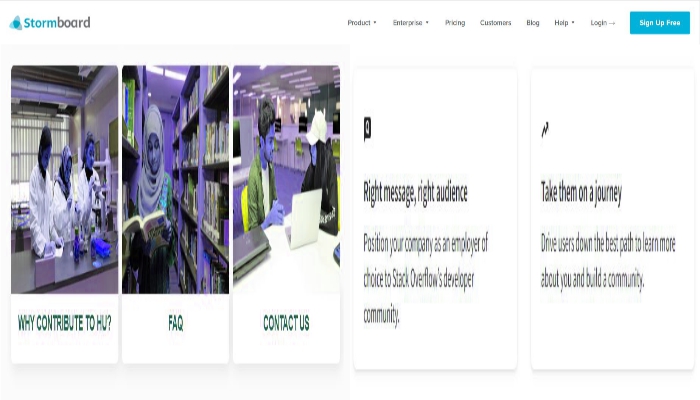 Stormboard
Product Enterprise Pricing Customers Blog Help Login → Sign Up Free
WHY CONTRIBUTE TO HU?
FAQ
CONTACT US
Right message, right audience
Position your company as an employer of
choice to Stack Overflow's developer
community.
Take them on a journey
Drive users down the best path to learn more
about you and build a community.